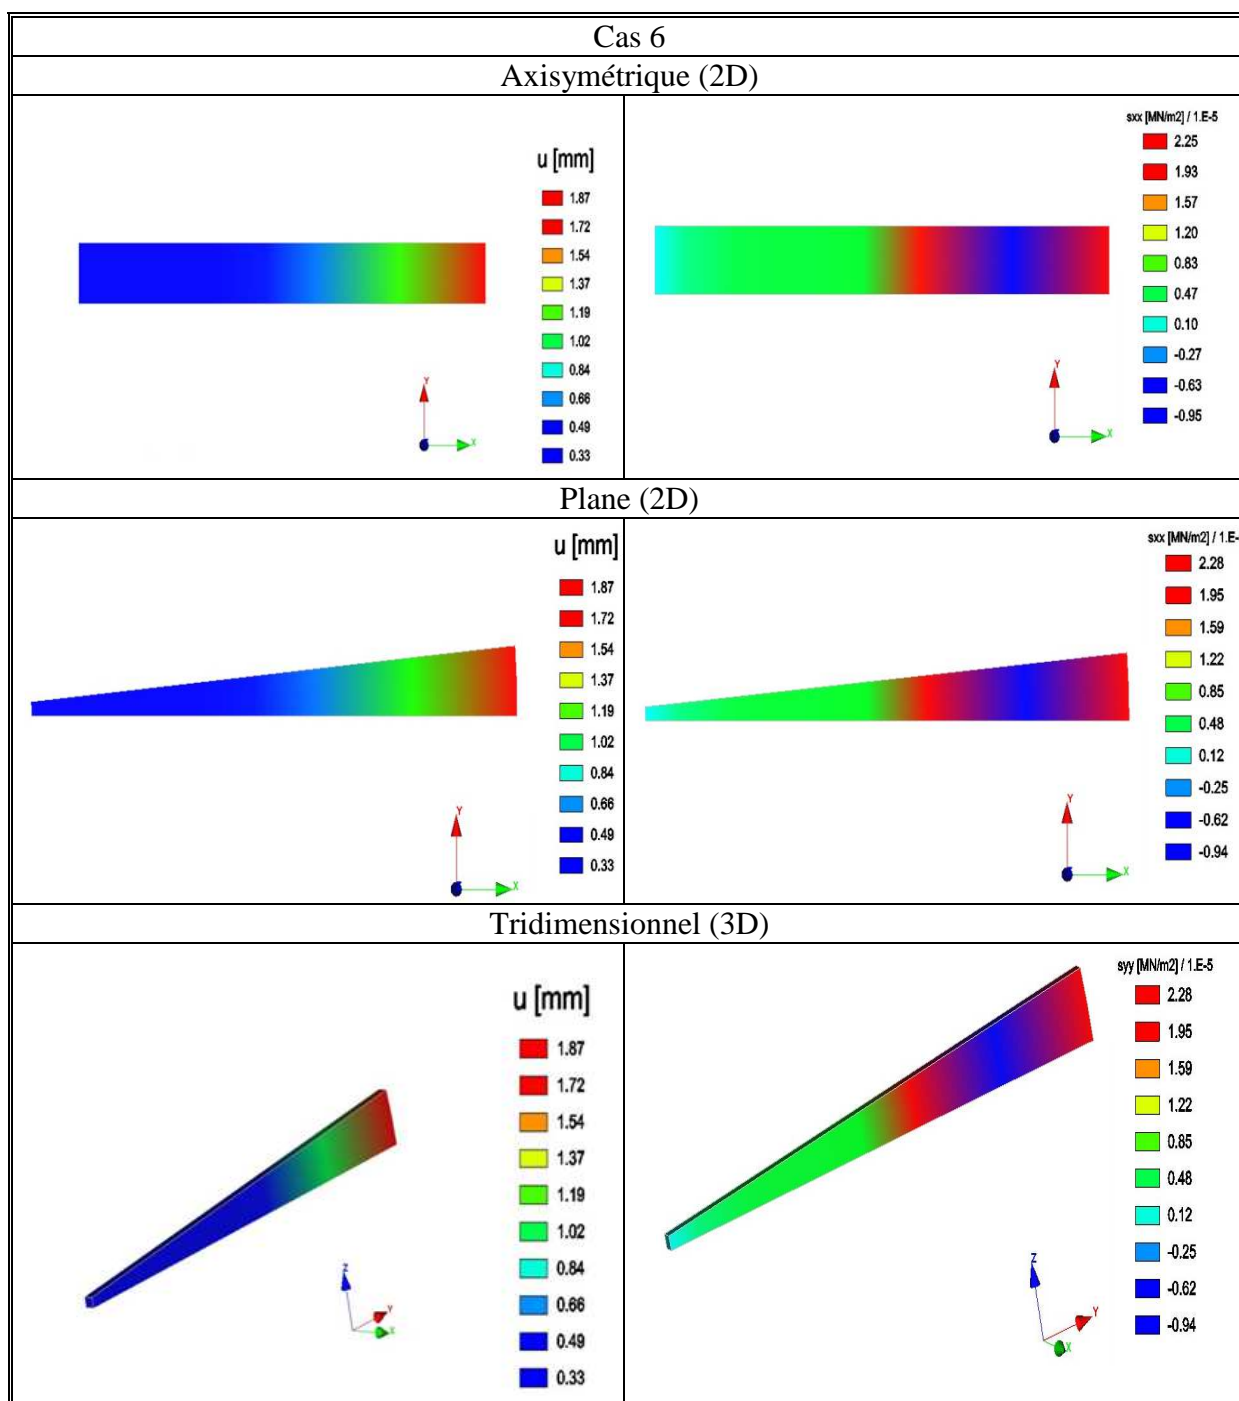 Cas 6
Axisymétrique (2D)
u [mm]
1.87
1.72
1.54
1.37
1.19
1.02
0.84
0.66
0.49
0.33
Y
X
sxx [MN/m2] / 1.E-5
2.25
1.93
1.57
1.20
0.83
0.47
0.10
-0.27
-0.63
-0.95
Y
X
Plane (2D)
u [mm]
1.87
1.72
1.54
1.37
1.19
1.02
0.84
0.66
0.49
0.33
Y
X
sxx [MN/m2] / 1.E-
2.28
1.95
1.59
1.22
0.85
0.48
0.12
-0.25
-0.62
-0.94
Y
X
Tridimensionnel (3D)
u [mm]
1.87
1.72
1.54
1.37
1.19
1.02
0.84
0.66
0.49
0.33
Z
Y
X
syy [MN/m2] / 1.E-5
2.28
1.95
1.59
1.22
0.85
0.48
0.12
-0.25
-0.62
-0.94
Z
Y
X